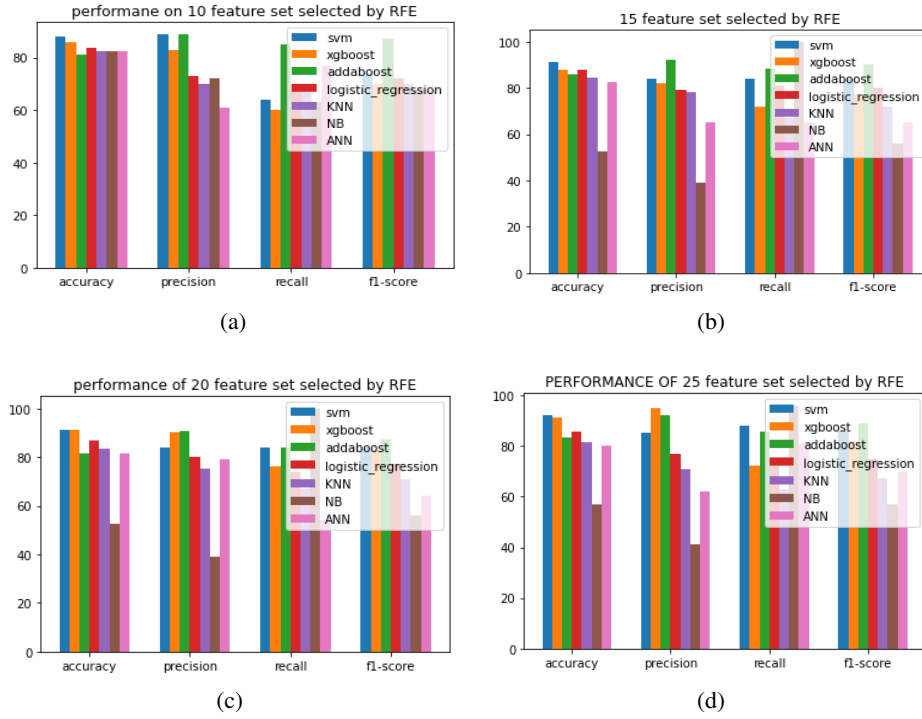 performane on 10 feature set selected by RFE
80
60
40
20
0
svm
xgboost
addaboost
logistic_regression
KNN
NB
ANN
accuracy precision recall f1-score
(a)
15 feature set selected by RFE
100
80
60
40
20
0
svm
xgboost
addaboost
logistic_regression
KNN
NB
ANN
accuracy precision recall f1-score
(b)
performance of 20 feature set selected by RFE
100
80
60
40
20
0
svm
xgboost
addaboost
logistic_regression
KNN
NB
ANN
accuracy precision recall f1-score
(c)
PERFORMANCE OF 25 feature set selected by RFE
100
80
60
40
20
0
svm
xgboost
addaboost
logistic_regression
KNN
NB
ANN
accuracy precision recall f1-score
(d)